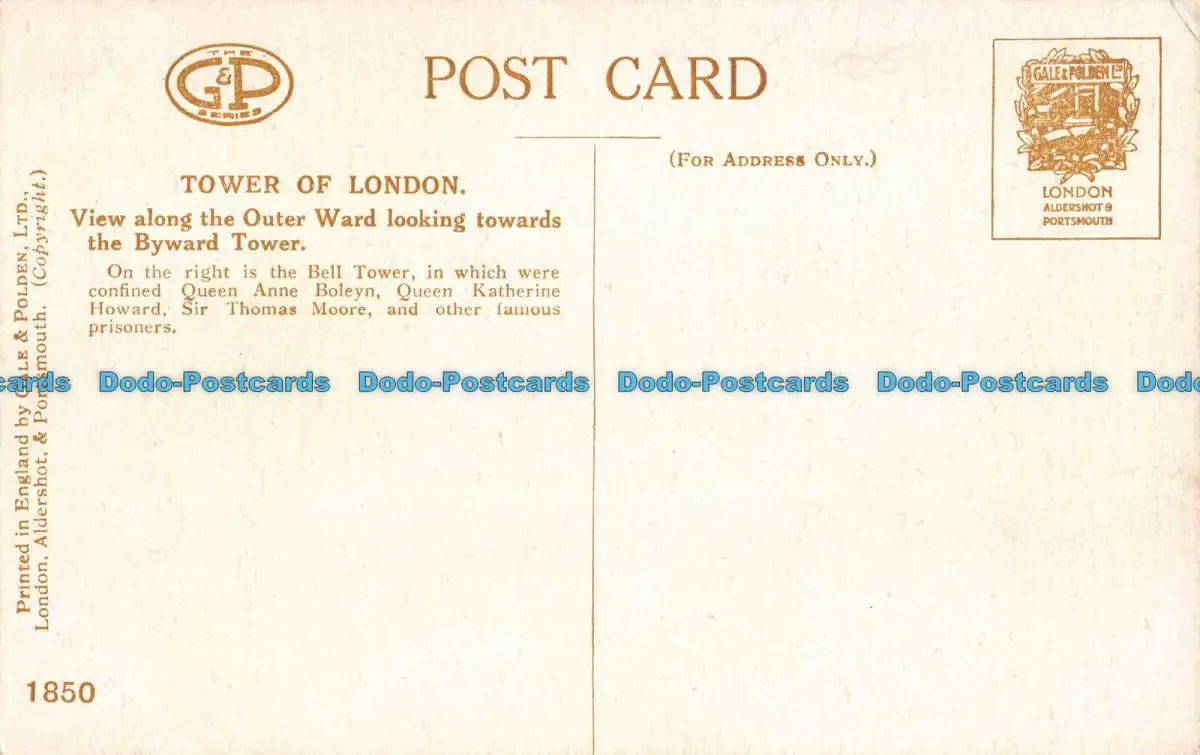 THE
G&P
SERIES
POST CARD
(FOR ADDRESS ONLY.)
GALE & POLDEN LTD
LONDON
ALDERSHOT &
PORTSMOUTH
TOWER OF LONDON.
View along the Outer Ward looking towards
the Byward Tower.
On the right is the Bell Tower, in which were
confined Queen Anne Boleyn, Queen Katherine
Howard, Sir Thomas Moore, and other famous
prisoners.
Printed in England by GALE & POLDEN, LTD.,
London, Aldershot, & Portsmouth. (Copyright.)
cards Dodo-Postcards Dodo-Postcards Dodo-Postcards Dodo-Postcards Dodo
1850